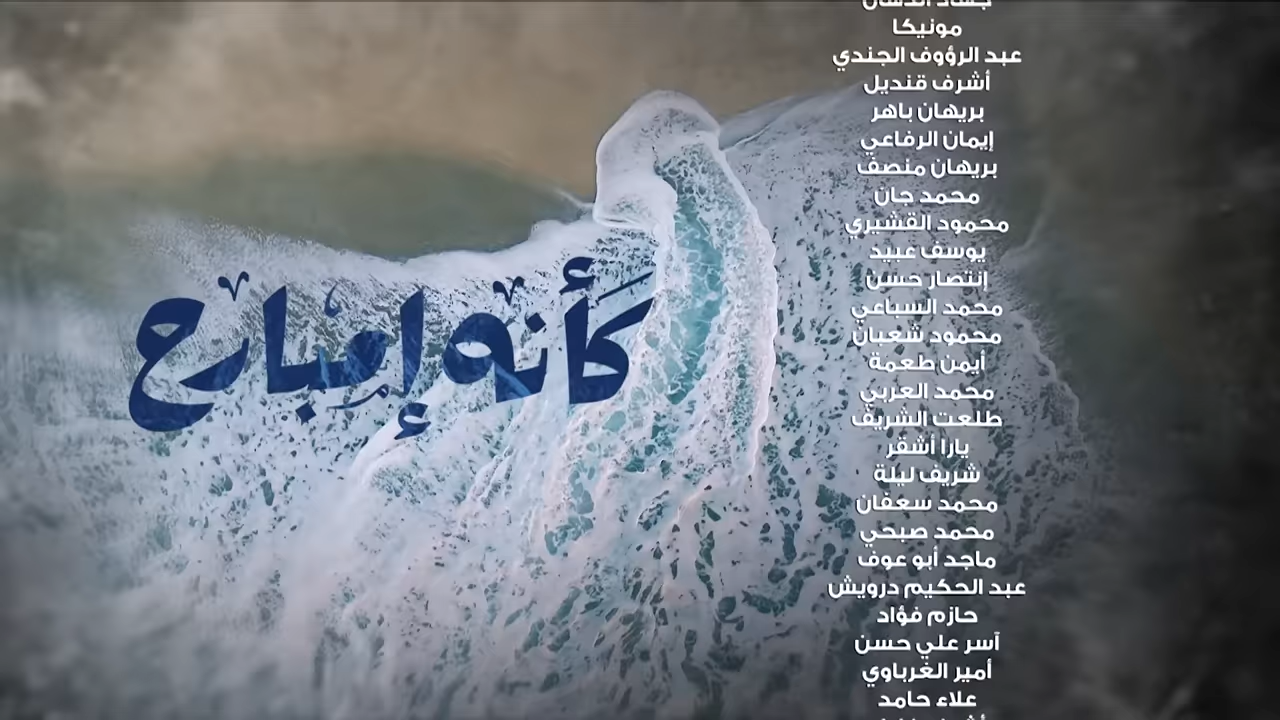 كأنه إمبارح
مونيكا
عبد الرؤوف الجندي
أشرف قنديل
بريهان باهر
إيمان الرفاعي
بريهان منصف
محمد جان
محمود القشيري
يوسف عبيد
إنتصار حسن
محمد السباعي
محمود شعبان
أيمن طعمة
محمد العربي
طلعت الشريف
يارا أشقر
شريف ليلة
محمد سعفان
محمد صبحي
ماجد أبو عوف
عبد الحكيم درويش
حازم فؤاد
آسر علي حسن
أمير الغرباوي
علاء حامد